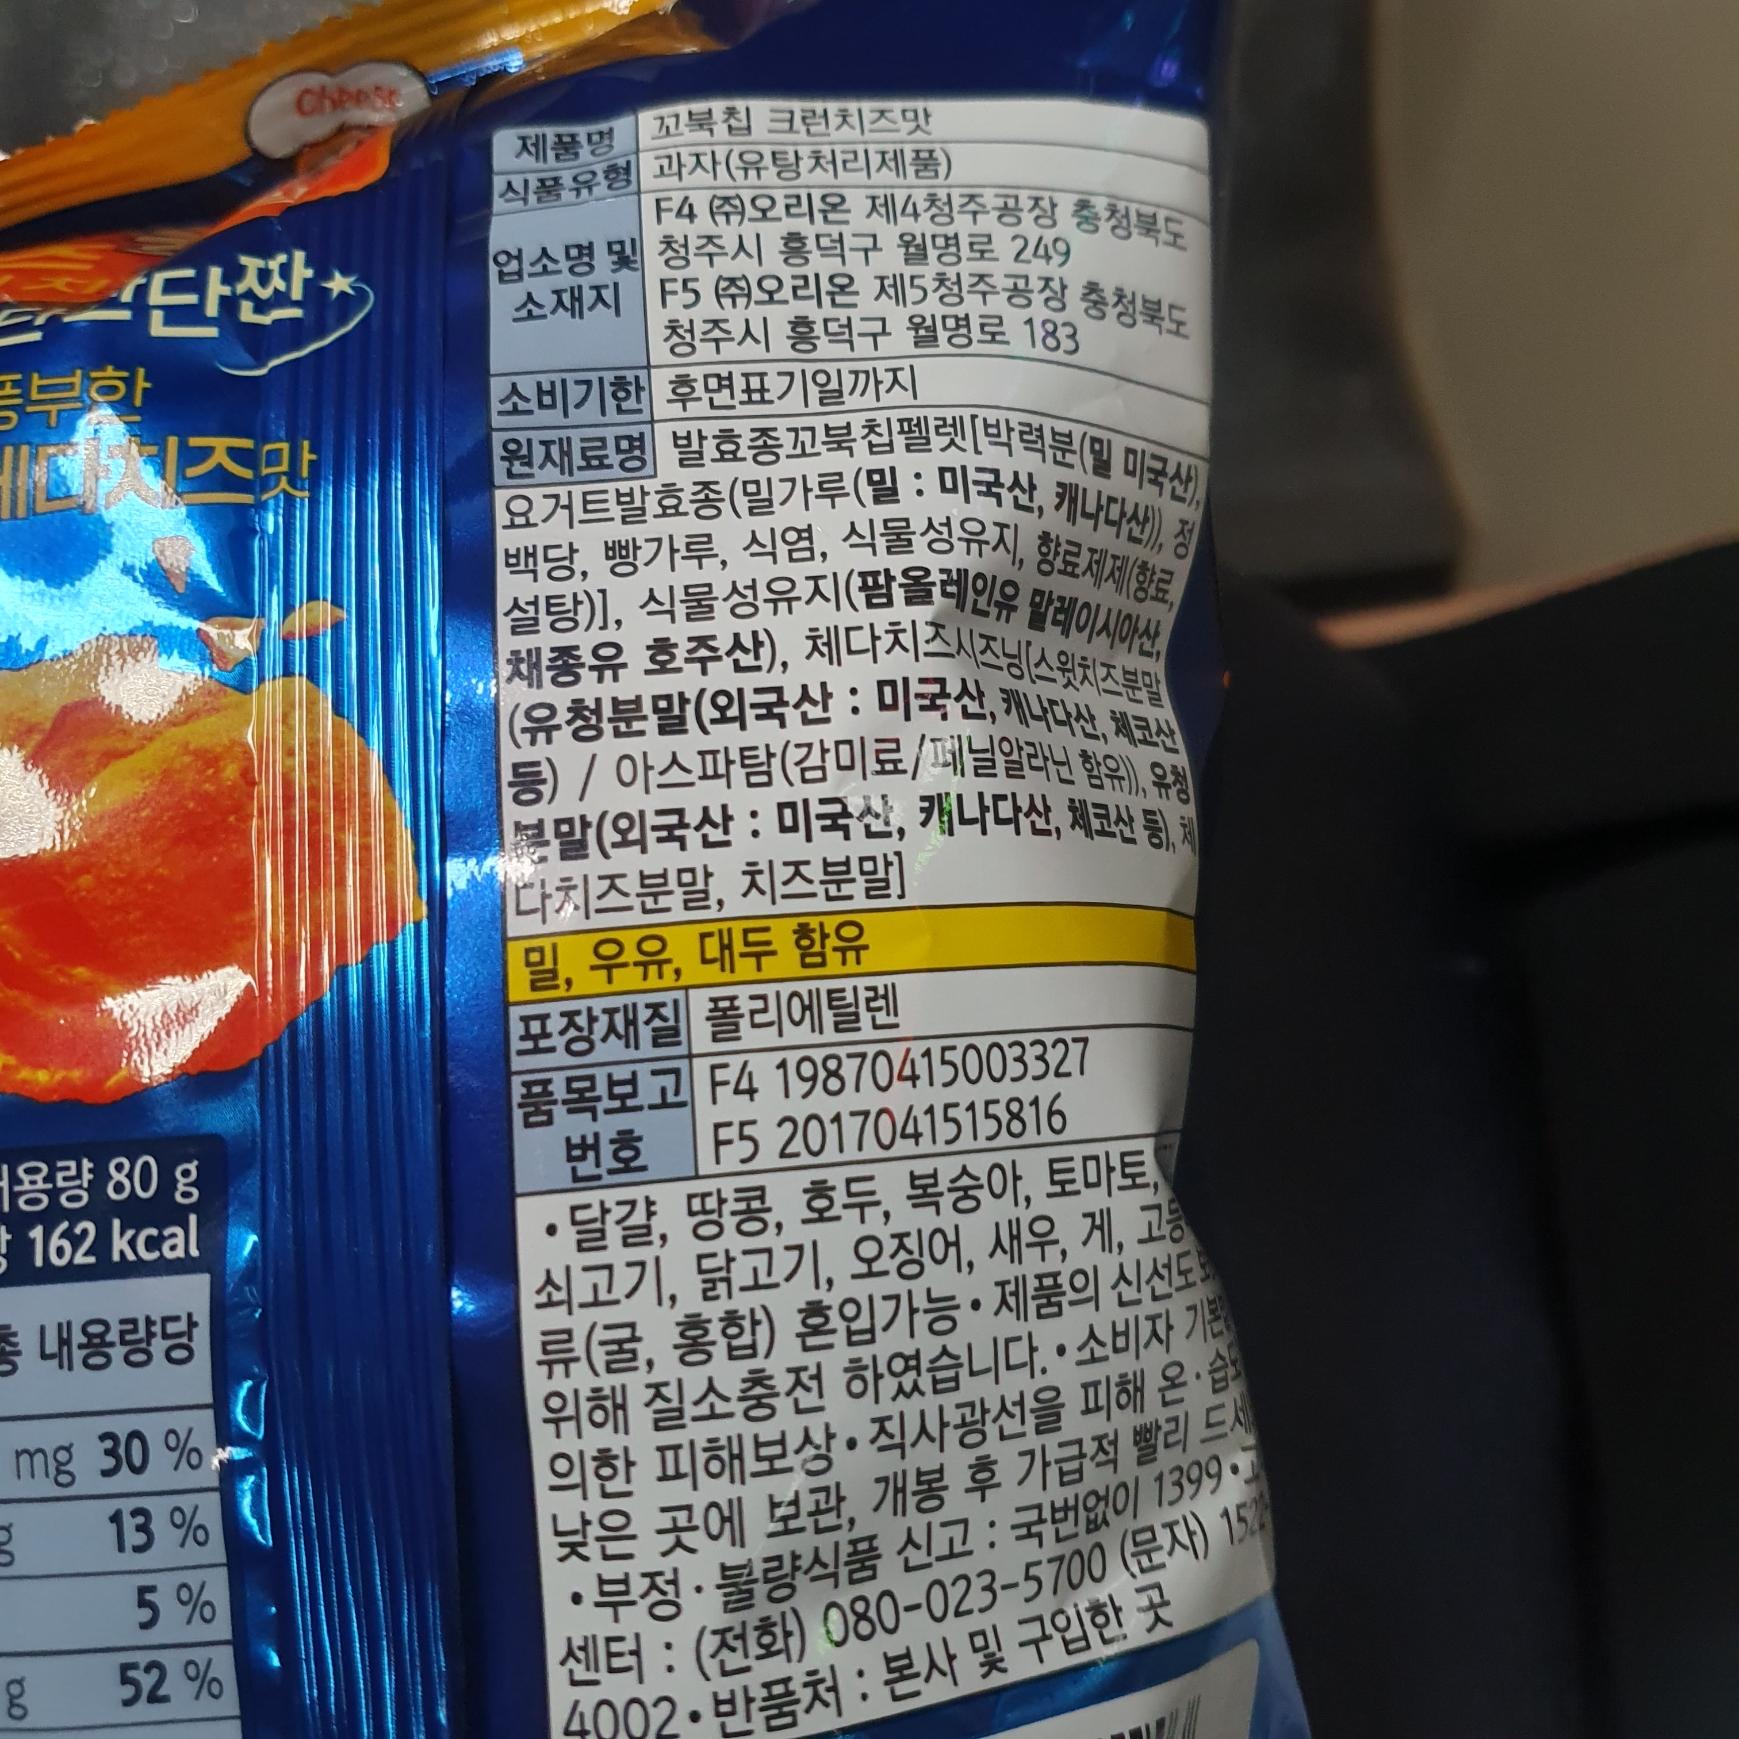 Cheese
단짠
풍부한
체다치즈맛
내용량 80 g
162 kcal
총 내용량당
mg 30 %
g 13 %
5 %
g 52 %
제품명 꼬북칩 크런치즈맛
식품유형 과자(유탕처리제품)
업소명 및 소재지 F4 ㈜오리온 제4청주공장 충청북도
청주시 흥덕구 월명로 249
F5 ㈜오리온 제5청주공장 충청북도
청주시 흥덕구 월명로 183
소비기한 후면표기일까지
원재료명 발효종꼬북칩펠렛[박력분(밀 미국산),
요거트발효종(밀가루(밀 : 미국산, 캐나다산)), 정
백당, 빵가루, 식염, 식물성유지, 향료제제(향료,
설탕)], 식물성유지(팜올레인유 말레이시아산,
채종유 호주산), 체다치즈시즈닝[스윗치즈분말
(유청분말(외국산 : 미국산, 캐나다산, 체코산
등) / 아스파탐(감미료/페닐알라닌 함유)), 유청
분말(외국산 : 미국산, 캐나다산, 체코산 등), 체
다치즈분말, 치즈분말]
밀, 우유, 대두 함유
포장재질 폴리에틸렌
품목보고번호 F4 19870415003327
F5 2017041515816
•달걀, 땅콩, 호두, 복숭아, 토마토,
쇠고기, 닭고기, 오징어, 새우, 게, 고등
류(굴, 홍합) 혼입가능• 제품의 신선도
위해 질소충전 하였습니다.• 소비자 기본
의한 피해보상• 직사광선을 피해 온·습도
낮은 곳에 보관, 개봉 후 가급적 빨리 드세
•부정·불량식품 신고 : 국번없이 1399•
센터 : (전화) 080-023-5700 (문자) 1522
4002•반품처 : 본사 및 구입한 곳